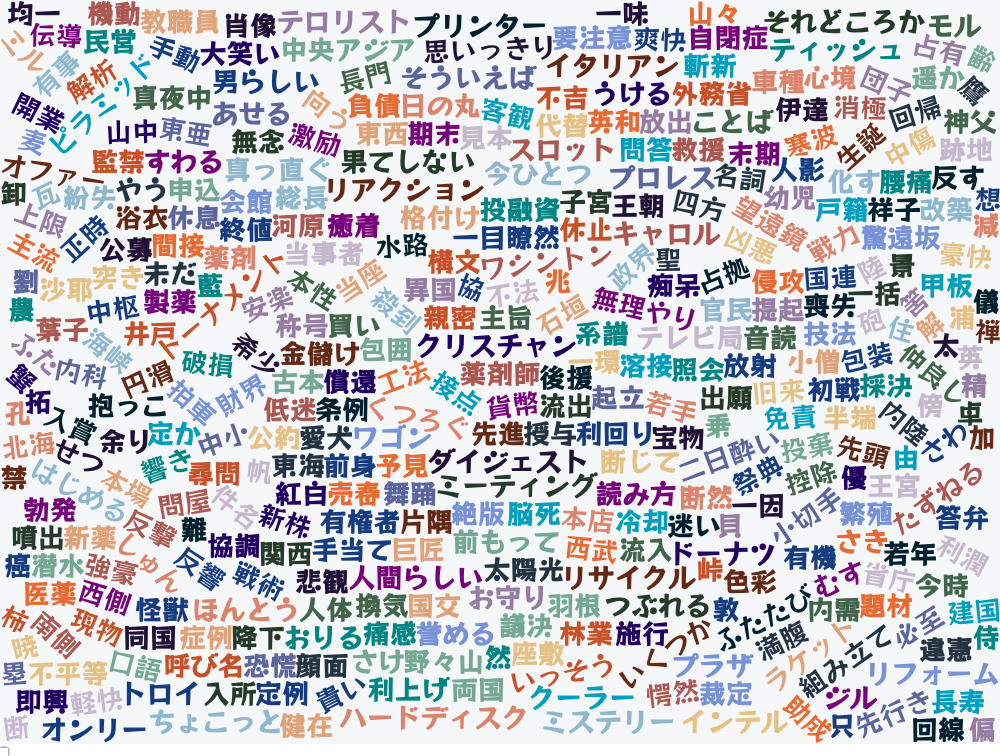 均一 機動 教職員 肖像 テロリスト プリンター 一味 山々 それどころか モル
伝導 民営 手動 大笑い 中央アジア 思いっきり 要注意 爽快 自閉症 ティッシュ 占有 齢
有事 解析 ピラミッド 男らしい 長門 そういえば イタリアン 斬新 車種 心境 団子 遥か 鷹
開業 真夜中 あせる 向う 負債 日の丸 客観 不吉 うける 外務省 伊達 消極 回帰 神父
麦 山中 東亜 無念 激励 東西 期末 見本 代替 英和 放出 ことば 寒波 生誕 中傷 跡地
オファー 監禁 すわる 真っ直ぐ 果てしない スロット 問答 救援 末期 人影
卸 瓦 紛失 やう 申込 会館 総長 リアクション 今ひとつ プロレス 名詞 幼児 化す 腰痛 反す 想
上限 正時 浴衣 休息 終値 河原 癒着 格付け 投融資 子宮 王朝 四方 望遠鏡 戸籍 祥子 改築 減
主流 公募 間接 薬剤 当事者 水路 一目瞭然 休止 キャロル 凶悪 戦力 驚 遠坂 豪快
劉 沙耶 突き 未だ 藍 トーナメント 安楽 本性 当座 構文 ワシントン 兆 政界 聖 痴呆 占拠 侵攻 国連 陸 景 甲板 儀
農 中枢 製薬 殺到 異国 協 不法 石垣 無理やり 官民 提起 喪失 一括 浦 禅
葉子 海峡 井戸 称号 買い 親密 主旨 系譜 テレビ局 音読 技法 砲 住 解 太 英
ふた 内科 円滑 破損 希少 金儲け 包囲 クリスチャン 一環 溶接 照会 放射 小僧 包装 仲良し 精
蟹 拓 抱っこ 拍車 財界 古本 償還 工法 接点 薬剤師 後援 起立 若手 出願 旧来 初戦 採決 傍 卓
孔 入賞 低迷 条例 くつろぐ 貨幣 流出 乗 免責 半端 内陸
北海 せつ 余り 定か 中小 公約 愛犬 ワゴン 先進 授与 利回り 宝物 二日酔い 投棄 先頭 由 さわ 加
禁 はじめる 本場 響き 尋問 帆 東海 前身 予見 ダイジェスト 断じて 祭典 控除 優 王宮
勃発 反撃 問屋 件名 紅白 売春 舞踊 ミーティング 読み方 断然 一因 小切手 繁殖 たずねる 答弁
噴出 新薬 難 新株 有権者 片隅 絶版 脳死 本店 冷却 迷い 貝
癌 潜水 強豪 しゅん 反響 協調 関西 手当て 巨匠 前もって 西武 流入 ドーナツ 有機 さき 若年 利潤
医薬 西側 戦術 悲観 人間らしい 太陽光 リサイクル 峠 色彩 むす 省庁 今時
柿 南側 現物 怪獣 ほんとう 人体 換気 国交 お守り 羽根 つぶれる 敦 ふたたび 内需 題材 必至 建国
暁 同国 症例 降下 おりる 痛感 誉める 議決 林業 施行 いくつか 満腹 ラケット 組み立て 違憲 侍
塁 不平等 口語 呼び名 恐慌 顔面 さけ 野々山 然 座敷 いっそう プラザ リフォーム
即興 軽快 トロイ 入所 定例 貴い 利上げ 両国 クーラー 愕然 裁定 ジル 長寿
断 オンリー ちょこっと 健在 ハードディスク ミステリー インテル 助成 只 先行き 回線 偏